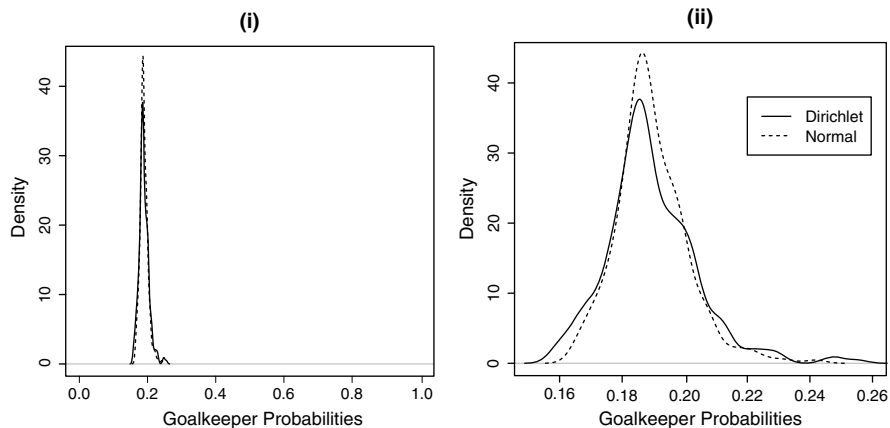 (i)
Density
0
10
20
30
40
0.0 0.2 0.4 0.6 0.8 1.0
Goalkeeper Probabilities
(ii)
Density
0
10
20
30
40
Dirichlet
Normal
0.16 0.18 0.20 0.22 0.24 0.26
Goalkeeper Probabilities